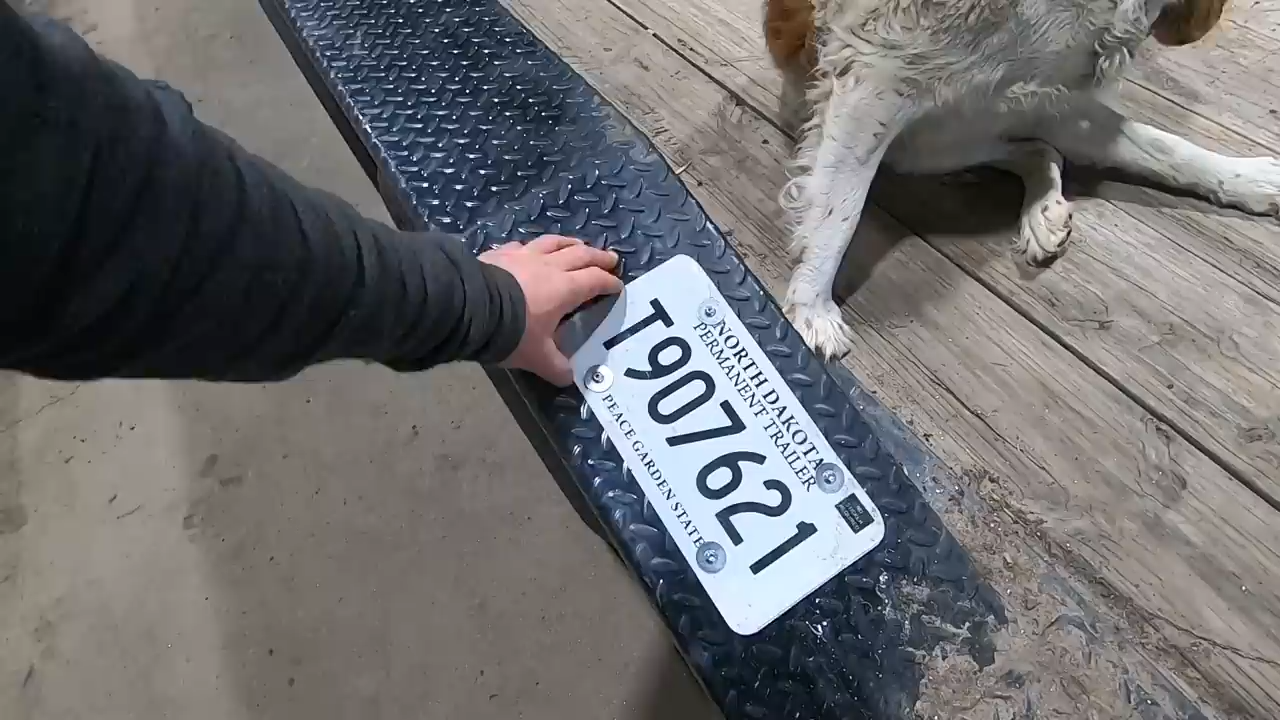 NORTH DAKOTA
PERMANENT TRAILER
T907621
PEACE GARDEN STATE